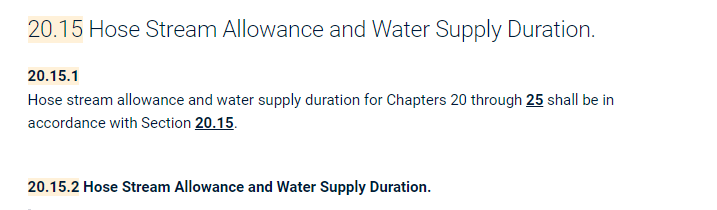 20.15 Hose Stream Allowance and Water Supply Duration.
20.15.1
Hose stream allowance and water supply duration for Chapters 20 through 25 shall be in
accordance with Section 20.15.
20.15.2 Hose Stream Allowance and Water Supply Duration.